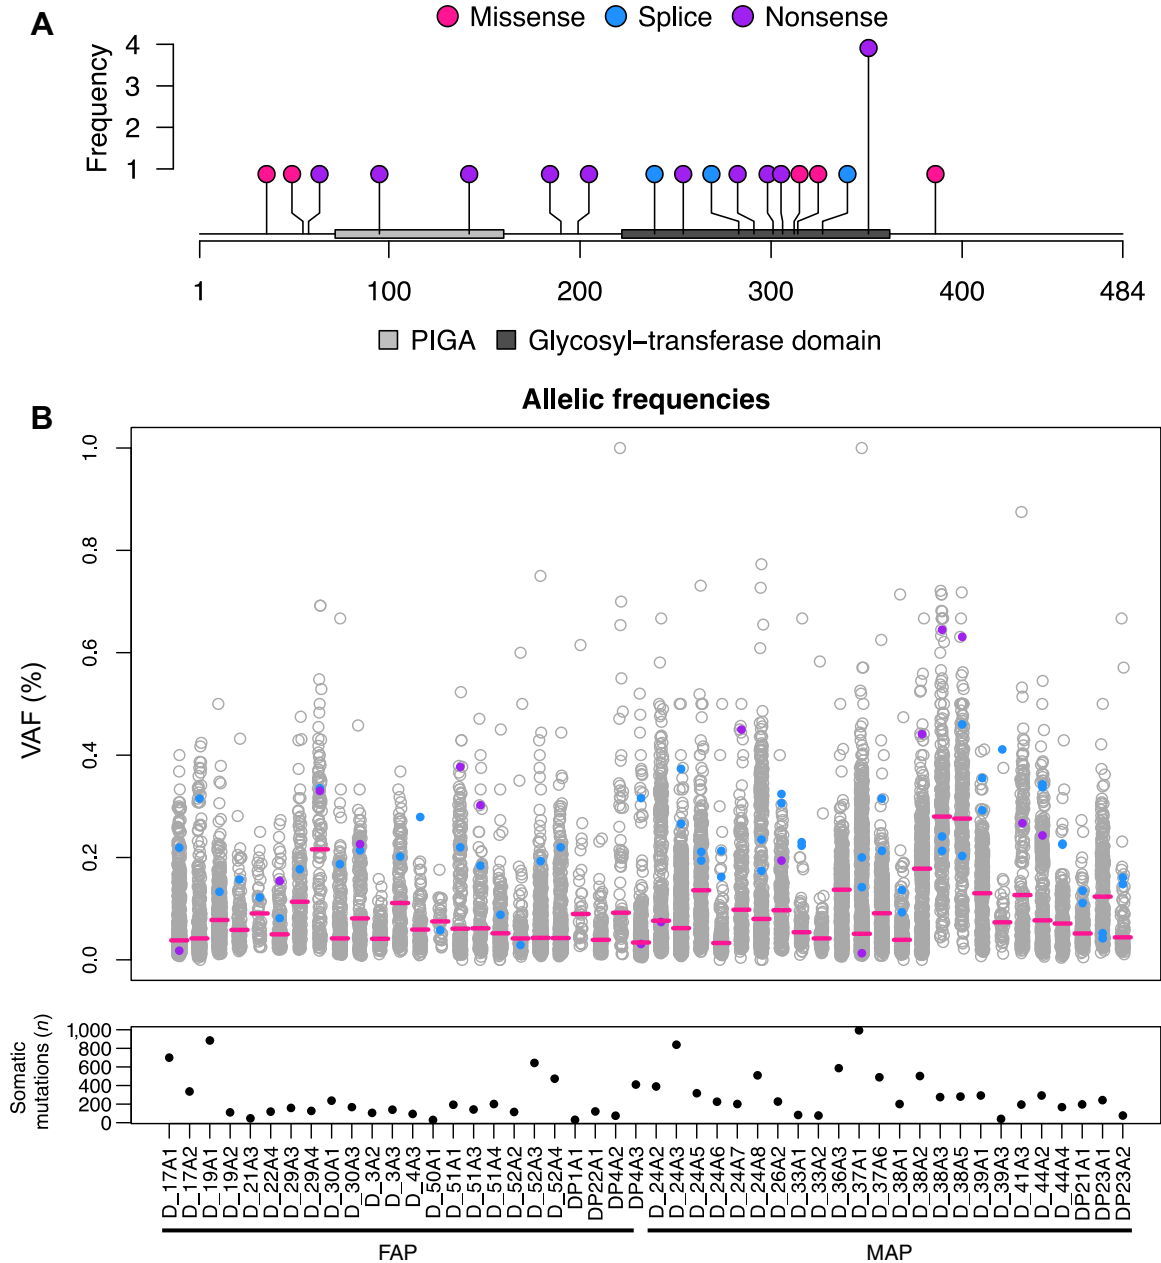 A
Missense Splice Nonsense
Frequency
4
3
2
1
1 100 200 300 400 484
PIGA Glycosyl–transferase domain
B
Allelic frequencies
VAF (%)
1.0
0.8
0.6
0.4
0.2
0.0
Somatic
mutations (n)
1,000
800
600
400
200
0
D_17A1
D_17A2
D_19A1
D_19A2
D_21A3
D_22A4
D_29A3
D_29A4
D_30A1
D_30A3
D_3A2
D_3A3
D_4A3
D_50A1
D_51A1
D_51A3
D_51A4
D_52A2
D_52A3
D_52A4
DP1A1
DP22A1
DP4A2
DP4A3
D_24A2
D_24A3
D_24A5
D_24A6
D_24A7
D_24A8
D_26A2
D_33A1
D_33A2
D_36A3
D_37A1
D_37A6
D_38A1
D_38A2
D_38A3
D_38A5
D_39A1
D_39A3
D_41A3
D_44A2
D_44A4
DP21A1
DP23A1
DP23A2
FAP MAP